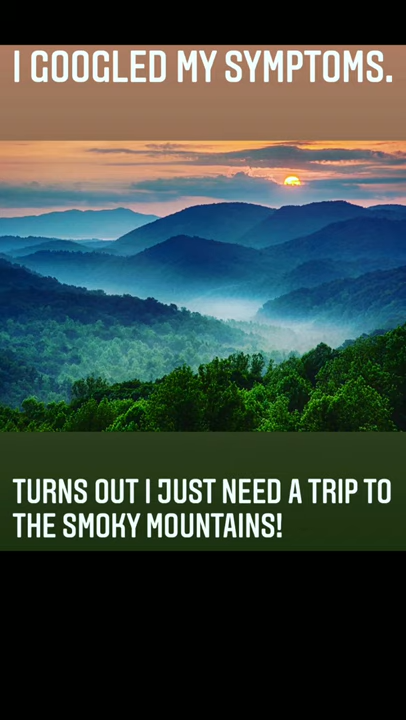 I GOOGLED MY SYMPTOMS.
TURNS OUT I JUST NEED A TRIP TO
THE SMOKY MOUNTAINS!